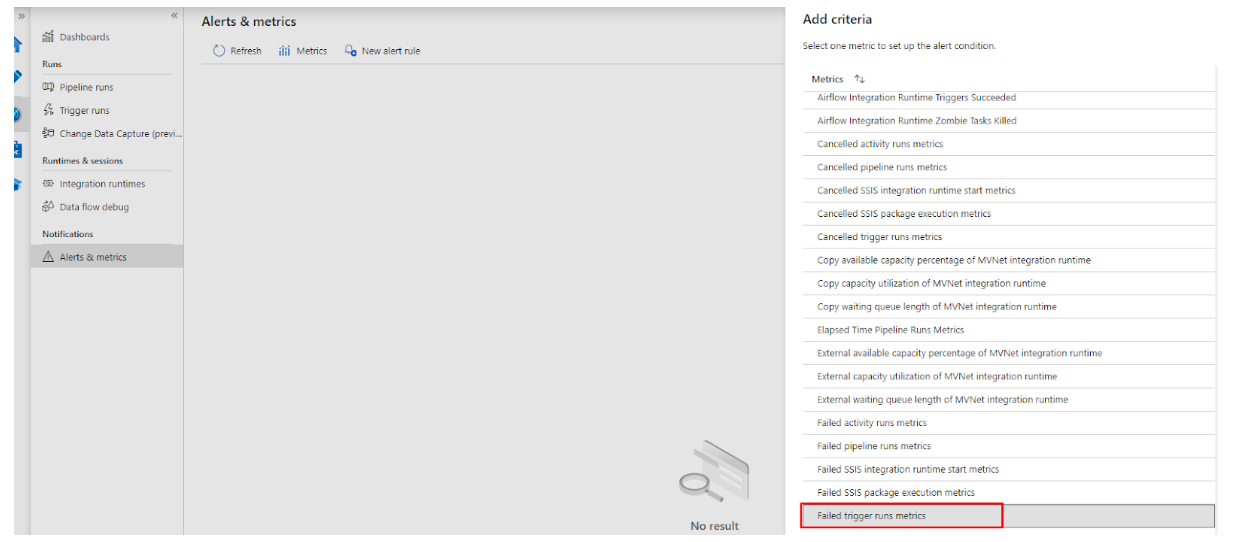 »
«
Dashboards
Runs
Pipeline runs
Trigger runs
Change Data Capture (previ...
Runtimes & sessions
Integration runtimes
Data flow debug
Notifications
Alerts & metrics
Alerts & metrics
Refresh Metrics New alert rule
No result
Add criteria
Select one metric to set up the alert condition.
Metrics ↑↓
Airflow Integration Runtime Triggers Succeeded
Airflow Integration Runtime Zombie Tasks Killed
Cancelled activity runs metrics
Cancelled pipeline runs metrics
Cancelled SSIS integration runtime start metrics
Cancelled SSIS package execution metrics
Cancelled trigger runs metrics
Copy available capacity percentage of MVNet integration runtime
Copy capacity utilization of MVNet integration runtime
Copy waiting queue length of MVNet integration runtime
Elapsed Time Pipeline Runs Metrics
External available capacity percentage of MVNet integration runtime
External capacity utilization of MVNet integration runtime
External waiting queue length of MVNet integration runtime
Failed activity runs metrics
Failed pipeline runs metrics
Failed SSIS integration runtime start metrics
Failed SSIS package execution metrics
Failed trigger runs metrics